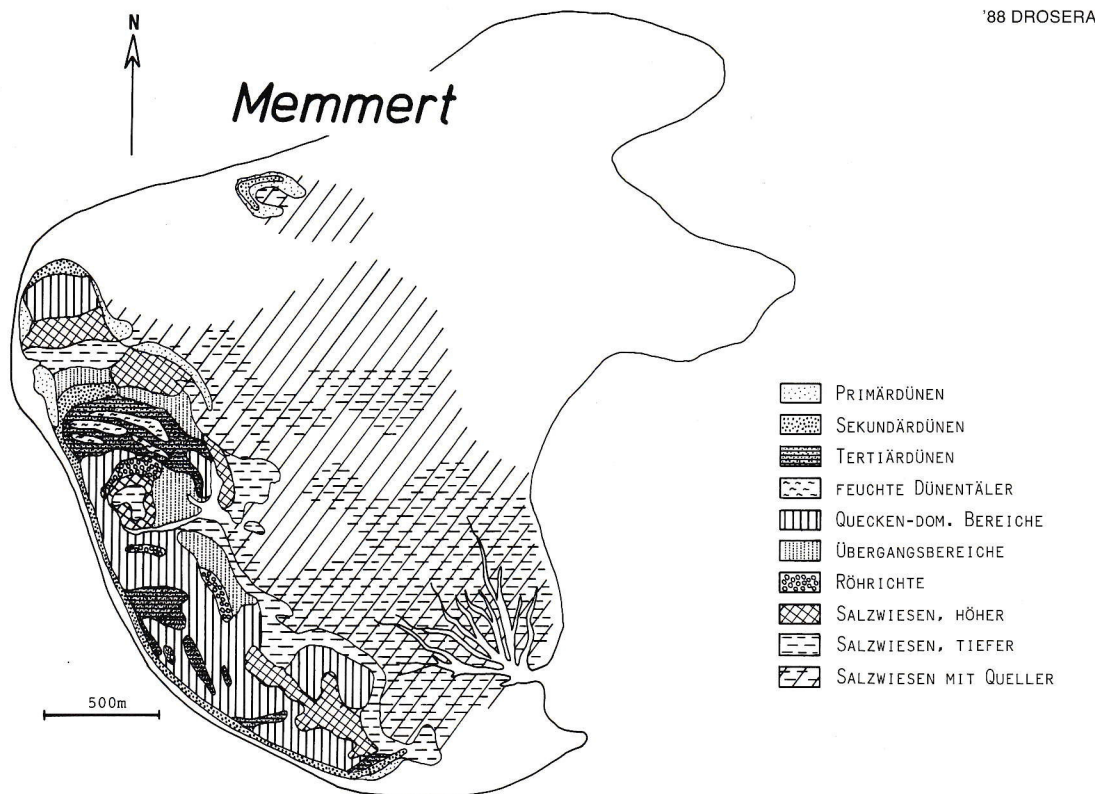 '88 DROSERA
N
Memmert
PRIMÄRDÜNEN
SEKUNDÄRDÜNEN
TERTIÄRDÜNEN
FEUCHTE DÜNENTÄLER
QUECKEN-DOM. BEREICHE
ÜBERGANGSBEREICHE
RÖHRICHTE
SALZWIESEN, HÖHER
SALZWIESEN, TIEFER
SALZWIESEN MIT QUELLER
500m